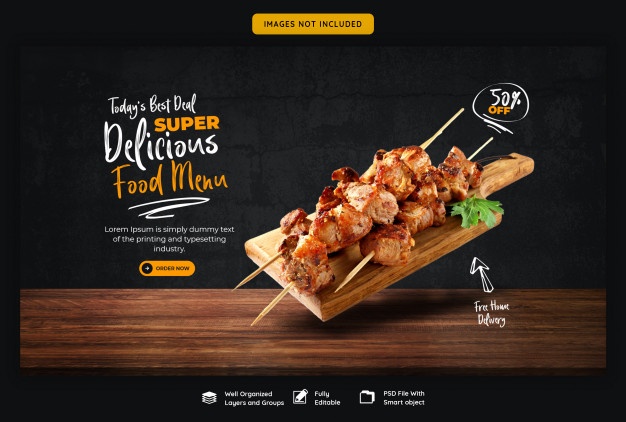 IMAGES NOT INCLUDED
Today's Best Deal
SUPER
Delicious
Food Menu
Lorem Ipsum is simply dummy text
of the printing and typesetting
industry.
ORDER NOW
50%
OFF
Free Home
Delivery
Well Organized
Layers and Groups
Fully
Editable
PSD File With
Smart object